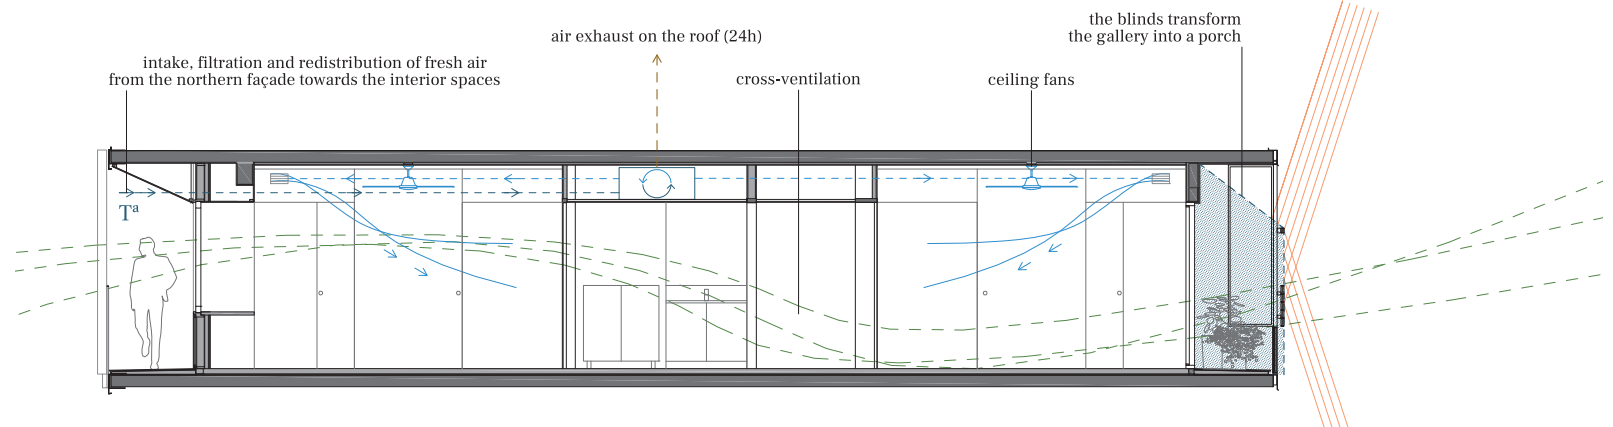 the blinds transform
the gallery into a porch
air exhaust on the roof (24h)
intake, filtration and redistribution of fresh air
from the northern façade towards the interior spaces
cross-ventilation
ceiling fans
Tª